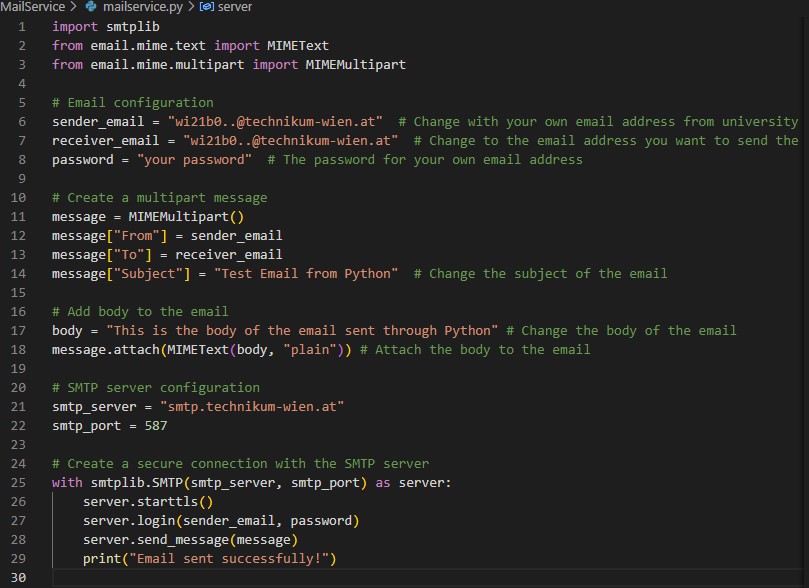 MailService > mailservice.py > server
1 import smtplib
2 from email.mime.text import MIMEText
3 from email.mime.multipart import MIMEMultipart
4
5 # Email configuration
6 sender_email = "wi21b0..@technikum-wien.at"  # Change with your own email address from university
7 receiver_email = "wi21b0..@technikum-wien.at"  # Change to the email address you want to send the
8 password = "your password"  # The password for your own email address
9
10 # Create a multipart message
11 message = MIMEMultipart()
12 message["From"] = sender_email
13 message["To"] = receiver_email
14 message["Subject"] = "Test Email from Python"  # Change the subject of the email
15
16 # Add body to the email
17 body = "This is the body of the email sent through Python" # Change the body of the email
18 message.attach(MIMEText(body, "plain")) # Attach the body to the email
19
20 # SMTP server configuration
21 smtp_server = "smtp.technikum-wien.at"
22 smtp_port = 587
23
24 # Create a secure connection with the SMTP server
25 with smtplib.SMTP(smtp_server, smtp_port) as server:
26     server.starttls()
27     server.login(sender_email, password)
28     server.send_message(message)
29     print("Email sent successfully!")
30